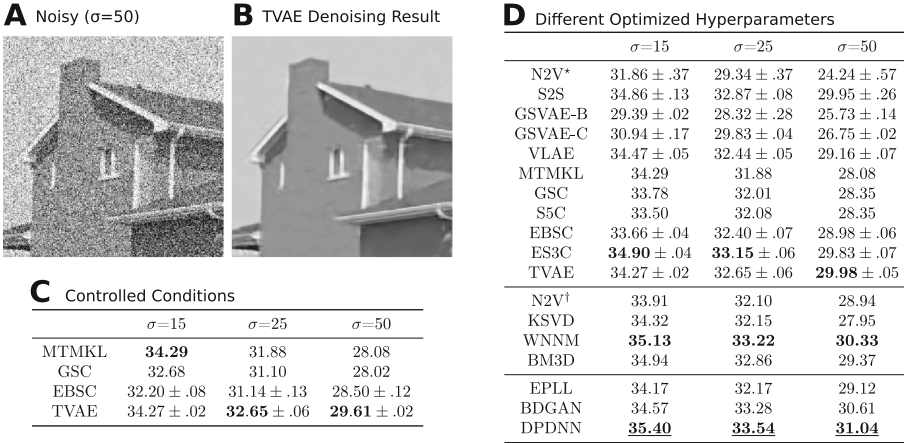 A Noisy (σ=50)
B TVAE Denoising Result
C Controlled Conditions
σ=15 σ=25 σ=50
MTMKL 34.29 31.88 28.08
GSC 32.68 31.10 28.02
EBSC 32.20 ± .08 31.14 ± .13 28.50 ± .12
TVAE 34.27 ± .02 32.65 ± .06 29.61 ± .02
D Different Optimized Hyperparameters
σ=15 σ=25 σ=50
N2V* 31.86 ± .37 29.34 ± .37 24.24 ± .57
S2S 34.86 ± .13 32.87 ± .08 29.95 ± .26
GSVAE-B 29.39 ± .02 28.32 ± .28 25.73 ± .14
GSVAE-C 30.94 ± .17 29.83 ± .04 26.75 ± .02
VLAE 34.47 ± .05 32.44 ± .05 29.16 ± .07
MTMKL 34.29 31.88 28.08
GSC 33.78 32.01 28.35
S5C 33.50 32.08 28.35
EBSC 33.66 ± .04 32.40 ± .07 28.98 ± .06
ES3C 34.90 ± .04 33.15 ± .06 29.83 ± .07
TVAE 34.27 ± .02 32.65 ± .06 29.98 ± .05
N2V† 33.91 32.10 28.94
KSVD 34.32 32.15 27.95
WNNM 35.13 33.22 30.33
BM3D 34.94 32.86 29.37
EPLL 34.17 32.17 29.12
BDGAN 34.57 33.28 30.61
DPDNN 35.40 33.54 31.04